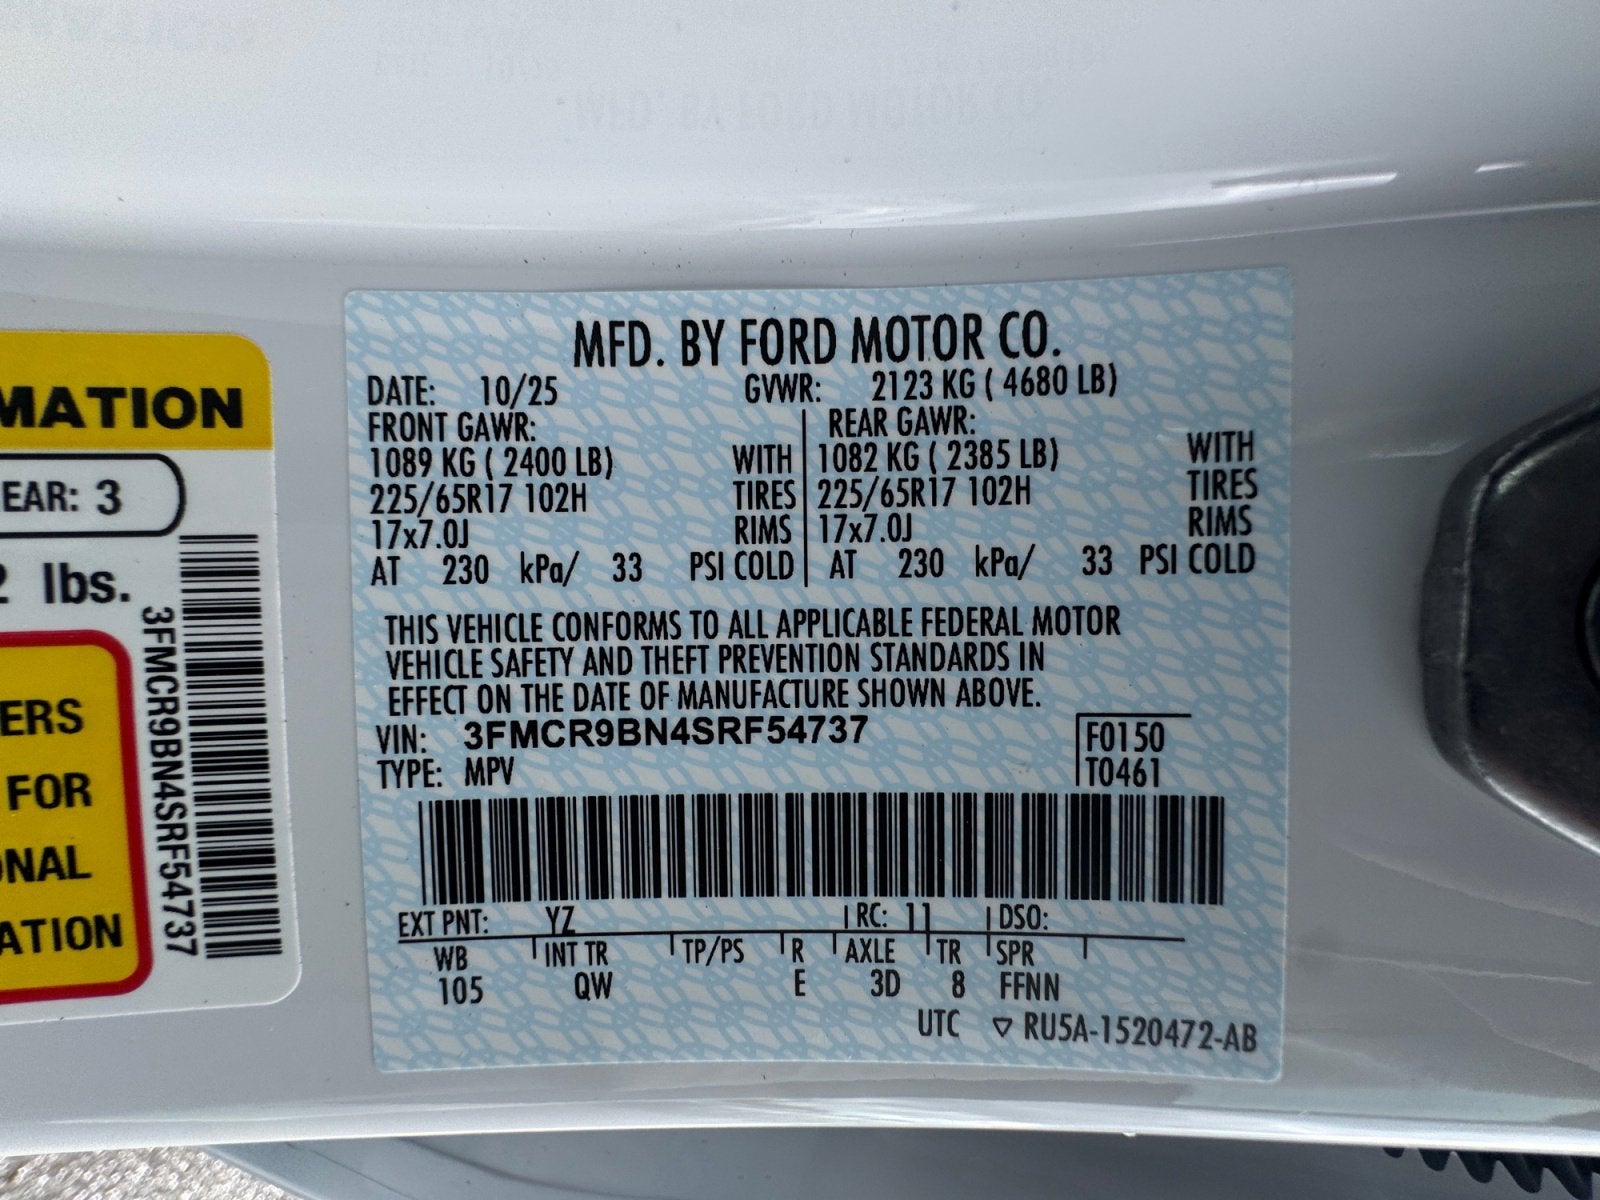 MATION
EAR: 3
2 lbs.
ERS
FOR
ONAL
ATION
3FMCR9BN4SRF54737
MFD. BY FORD MOTOR CO.
DATE: 10/25 GVWR: 2123 KG ( 4680 LB)
FRONT GAWR: REAR GAWR:
1089 KG ( 2400 LB) WITH 1082 KG ( 2385 LB) WITH
225/65R17 102H TIRES 225/65R17 102H TIRES
17x7.0J RIMS 17x7.0J RIMS
AT 230 kPa/ 33 PSI COLD AT 230 kPa/ 33 PSI COLD
THIS VEHICLE CONFORMS TO ALL APPLICABLE FEDERAL MOTOR
VEHICLE SAFETY AND THEFT PREVENTION STANDARDS IN
EFFECT ON THE DATE OF MANUFACTURE SHOWN ABOVE.
VIN: 3FMCR9BN4SRF54737 F0150
TYPE: MPV T0461
EXT PNT: YZ RC: 11 DSO:
WB INT TR TP/PS R AXLE TR SPR
105 QW E 3D 8 FFNN
UTC ▽ RU5A-1520472-AB